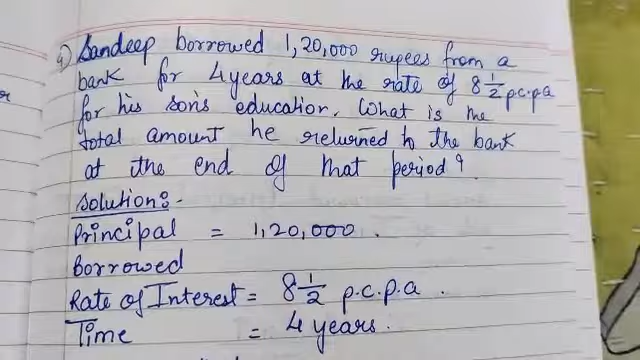 4) Sandeep borrowed 1,20,000 rupees from a
bank for 4 years at the rate of 8 1/2 p.c.p.a
for his son's education. What is the
total amount he returned to the bank
at the end of that period?
Solution:-
Principal = 1,20,000.
Borrowed
Rate of Interest = 8 1/2 p.c.p.a.
Time = 4 years.